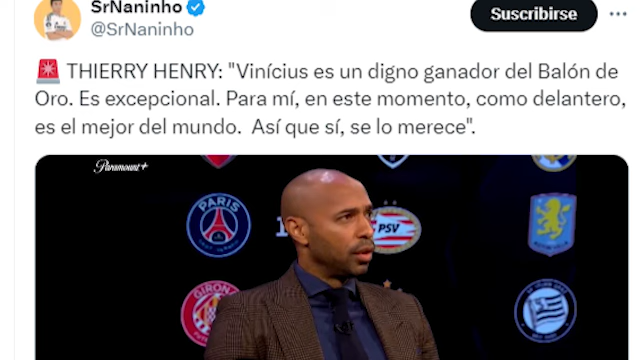 SrNaninho
@SrNaninho
Suscribirse
🚨 THIERRY HENRY: "Vinícius es un digno ganador del Balón de
Oro. Es excepcional. Para mí, en este momento, como delantero,
es el mejor del mundo.  Así que sí, se lo merece".
Paramount+
PARIS
PSV
GIRONA